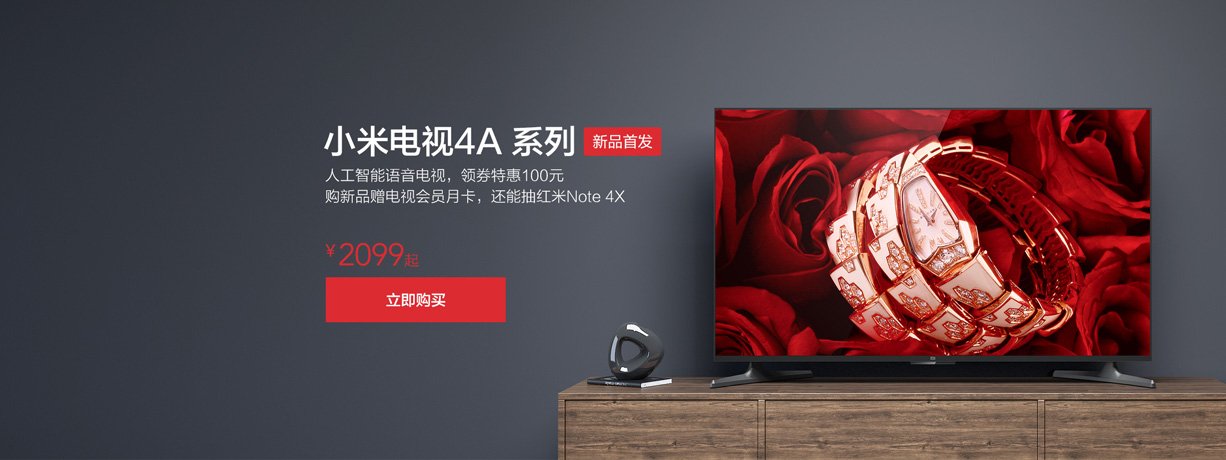 小米电视4A 系列 新品首发
人工智能语音电视，领券特惠100元
购新品赠电视会员月卡，还能抽红米Note 4X
¥2099起
立即购买